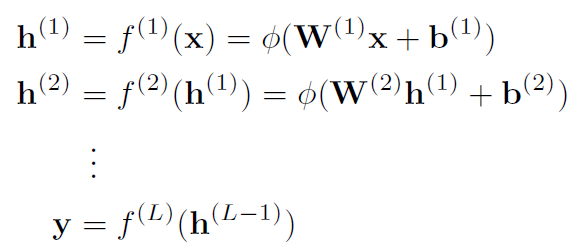 h⁽¹⁾ = f⁽¹⁾(x) = ϕ(W⁽¹⁾x + b⁽¹⁾)
h⁽²⁾ = f⁽²⁾(h⁽¹⁾) = ϕ(W⁽²⁾h⁽¹⁾ + b⁽²⁾)
⋮
y = f⁽ᴸ⁾(h⁽ᴸ⁻¹⁾)